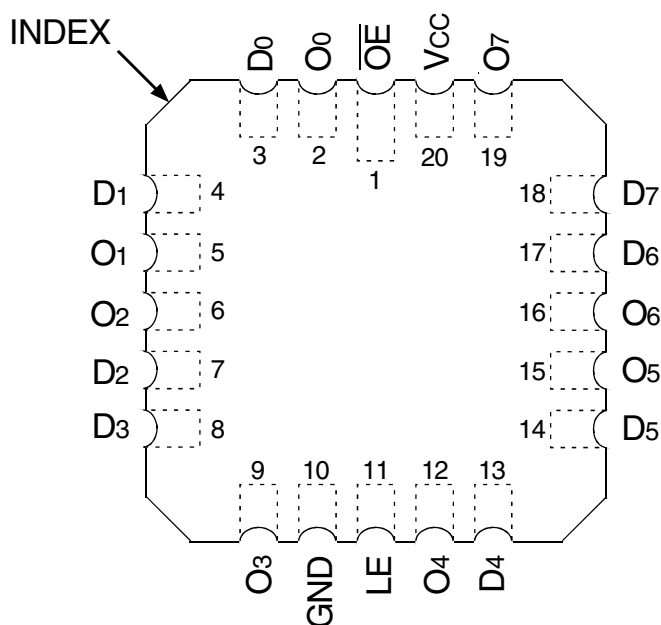 INDEX
D0 O0 O̅E̅ VCC O7
3 2 1 20 19
D1 4 18 D7
O1 5 17 D6
O2 6 16 O6
D2 7 15 O5
D3 8 14 D5
9 10 11 12 13
O3 GND LE O4 D4